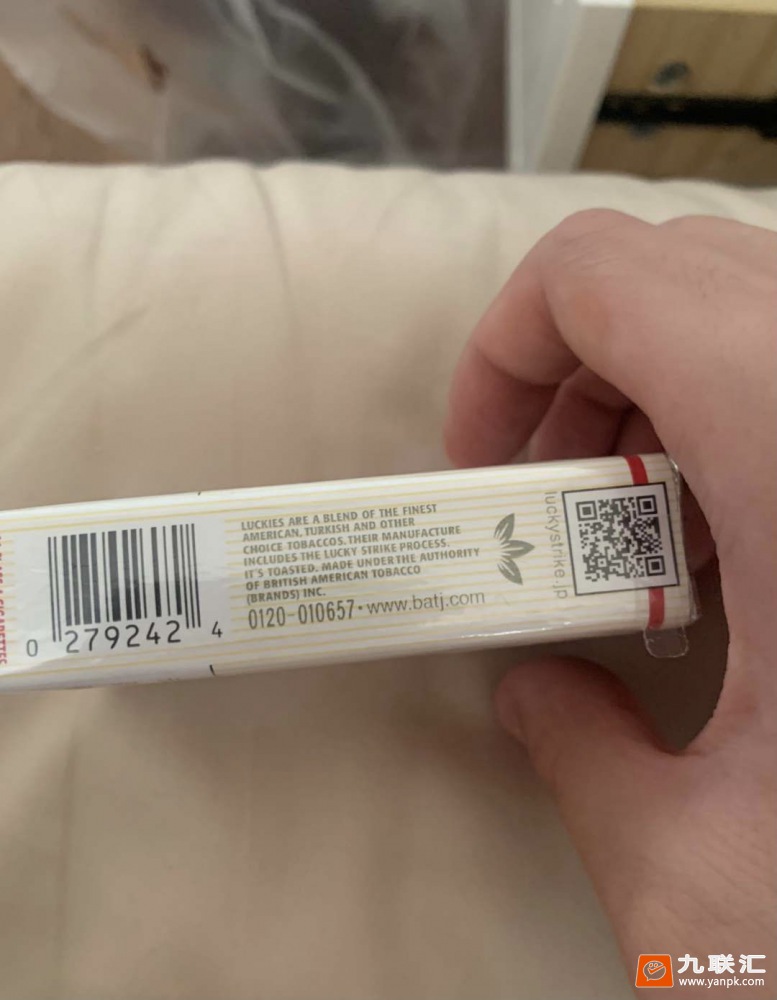 LUCKIES ARE A BLEND OF THE FINEST
AMERICAN, TURKISH AND OTHER
CHOICE TOBACCOS. THEIR MANUFACTURE
INCLUDES THE LUCKY STRIKE PROCESS.
IT'S TOASTED. MADE UNDER THE AUTHORITY
OF BRITISH AMERICAN TOBACCO
(BRANDS) INC.
0120-010657・www.batj.com
0 279242 4
luckystrike.jp
九联汇
www.yanpk.com